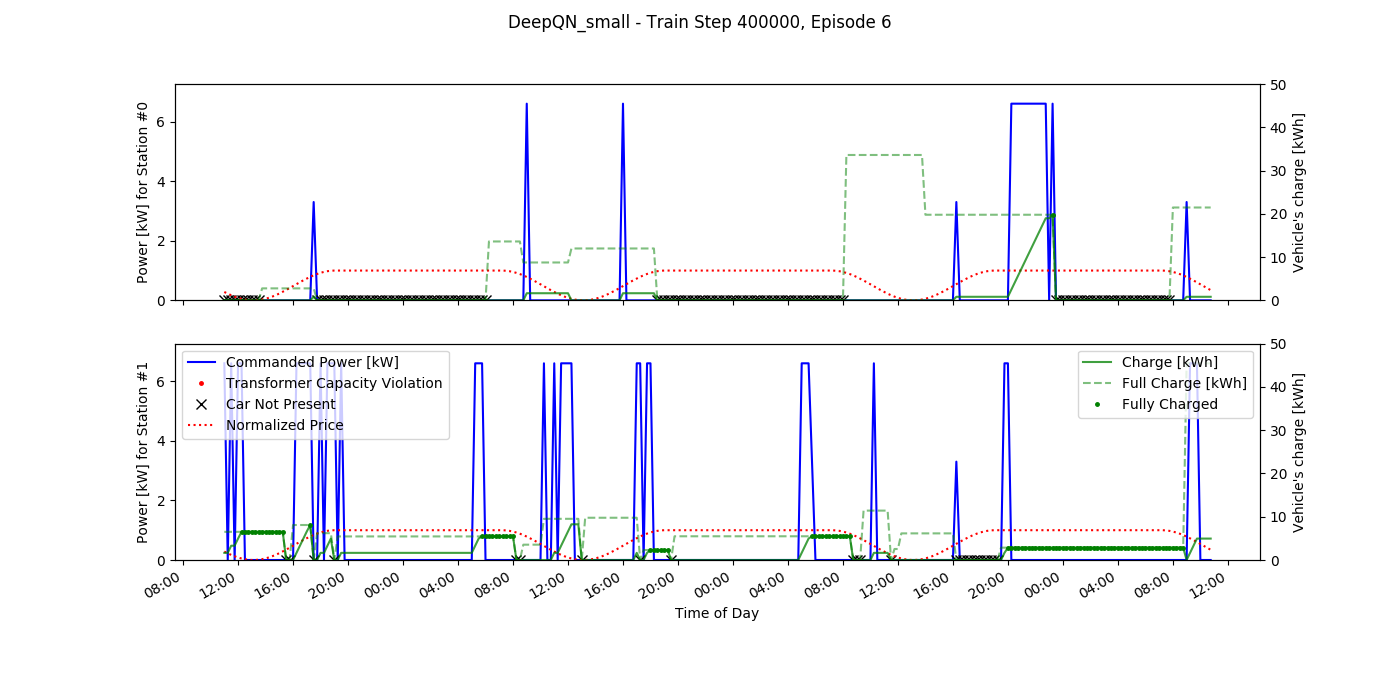 DeepQN_small - Train Step 400000, Episode 6
Power [kW] for Station #0
6
4
2
0
50
40
30
20
10
0
Vehicle's charge [kWh]
Power [kW] for Station #1
6
4
2
0
Commanded Power [kW]
Transformer Capacity Violation
Car Not Present
Normalized Price
Charge [kWh]
Full Charge [kWh]
Fully Charged
50
40
30
20
10
0
Vehicle's charge [kWh]
08:00 12:00 16:00 20:00 00:00 04:00 08:00 12:00 16:00 20:00 00:00 04:00 08:00 12:00 16:00 20:00 00:00 04:00 08:00 12:00
Time of Day